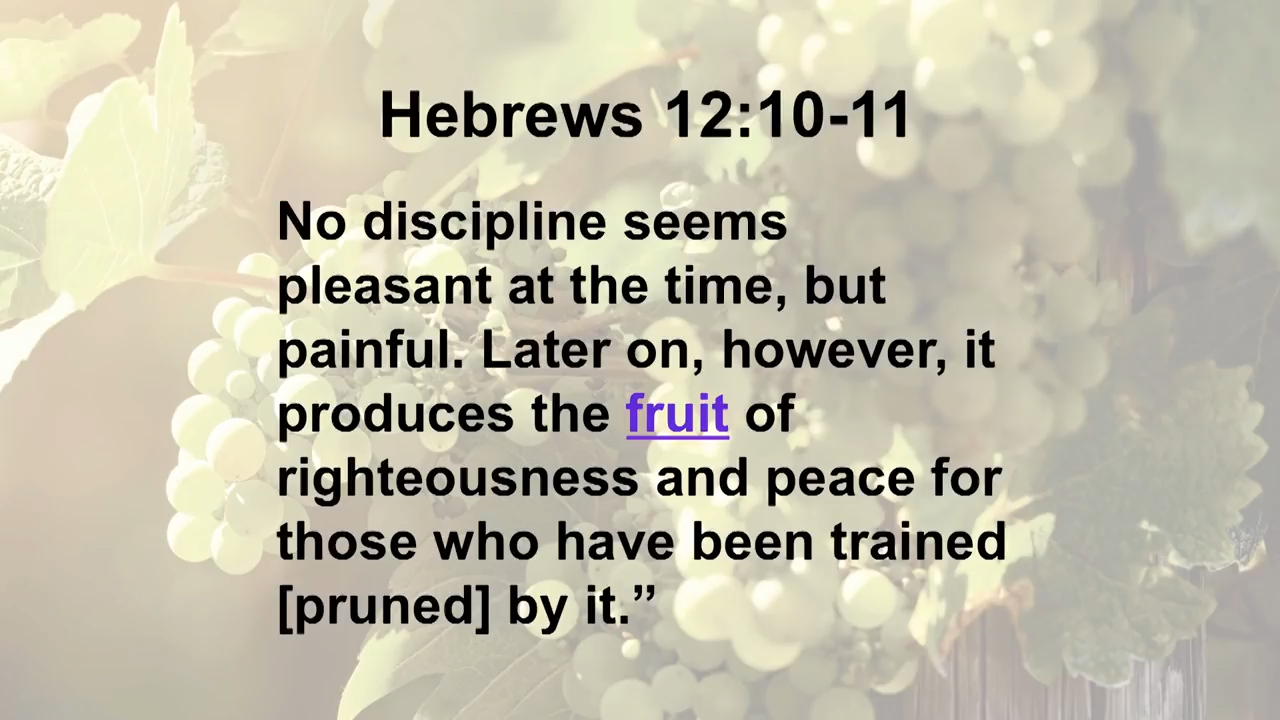 Hebrews 12:10-11
No discipline seems
pleasant at the time, but
painful. Later on, however, it
produces the fruit of
righteousness and peace for
those who have been trained
[pruned] by it.”